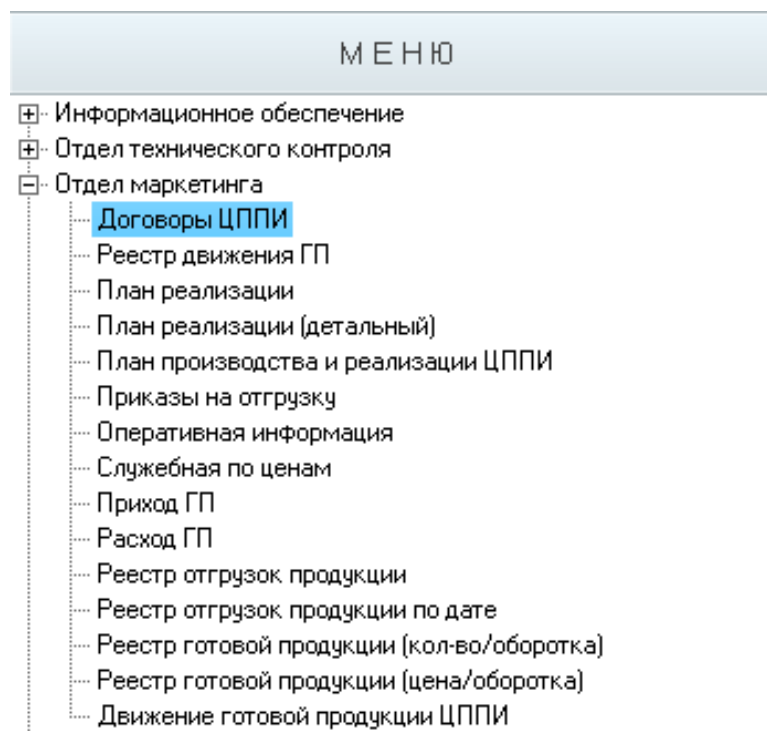 МЕНЮ
Информационное обеспечение
Отдел технического контроля
Отдел маркетинга
Договоры ЦППИ
Реестр движения ГП
План реализации
План реализации (детальный)
План производства и реализации ЦППИ
Приказы на отгрузку
Оперативная информация
Служебная по ценам
Приход ГП
Расход ГП
Реестр отгрузок продукции
Реестр отгрузок продукции по дате
Реестр готовой продукции (кол-во/оборотка)
Реестр готовой продукции (цена/оборотка)
Движение готовой продукции ЦППИ